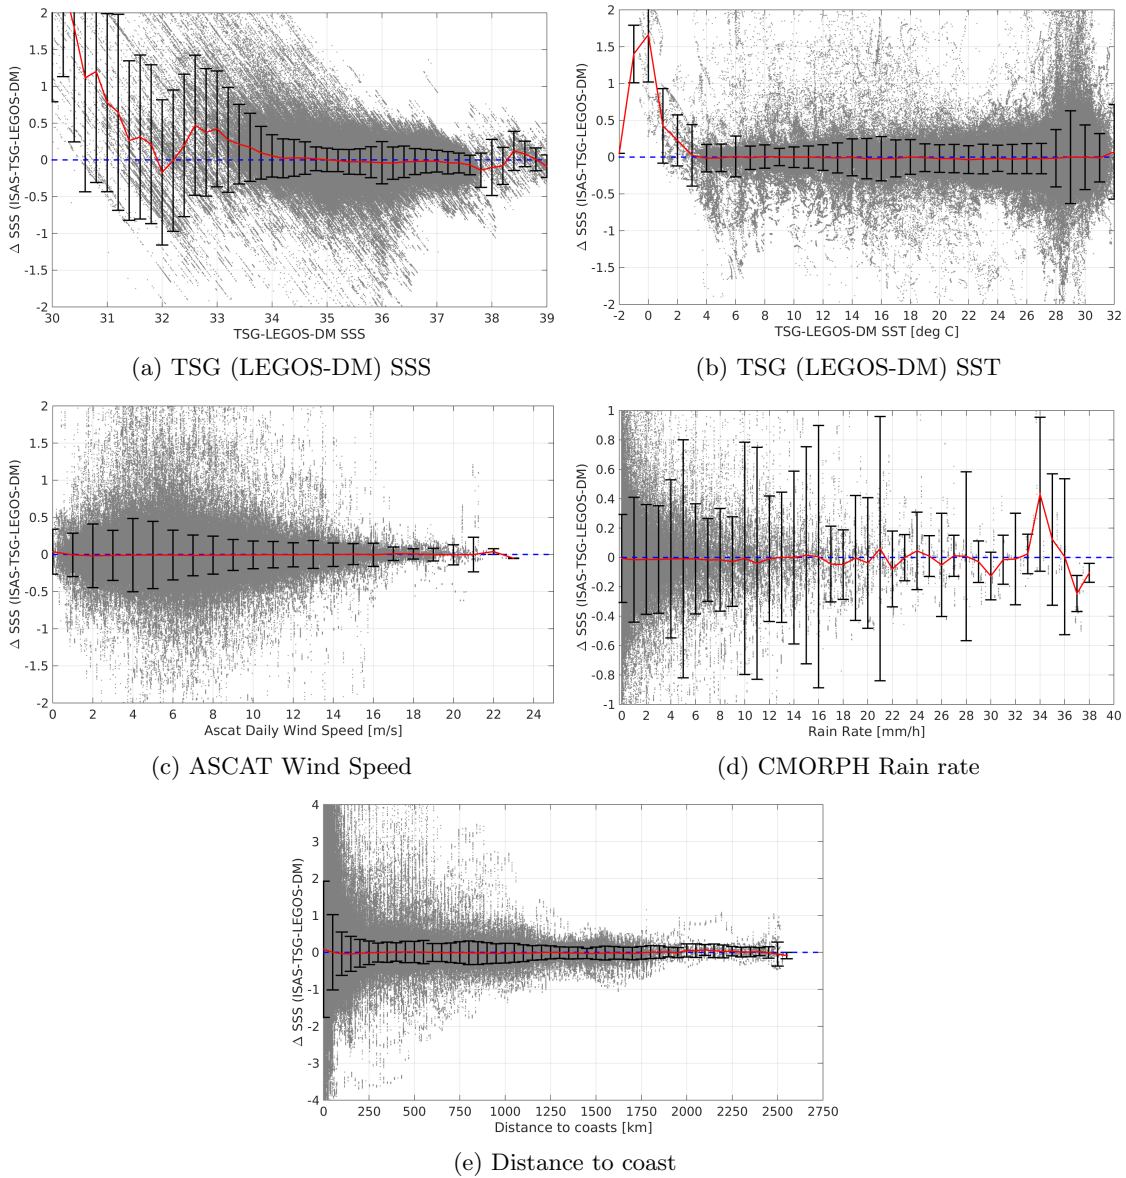 2
1.5
1
0.5
0
-0.5
-1
-1.5
-2
Δ SSS (ISAS-TSG-LEGOS-DM)
30 31 32 33 34 35 36 37 38 39
TSG-LEGOS-DM SSS
(a) TSG (LEGOS-DM) SSS
2
1.5
1
0.5
0
-0.5
-1
-1.5
-2
Δ SSS (ISAS-TSG-LEGOS-DM)
-2 0 2 4 6 8 10 12 14 16 18 20 22 24 26 28 30 32
TSG-LEGOS-DM SST [deg C]
(b) TSG (LEGOS-DM) SST
2
1.5
1
0.5
0
-0.5
-1
-1.5
-2
Δ SSS (ISAS-TSG-LEGOS-DM)
0 2 4 6 8 10 12 14 16 18 20 22 24
Ascat Daily Wind Speed [m/s]
(c) ASCAT Wind Speed
1
0.8
0.6
0.4
0.2
0
-0.2
-0.4
-0.6
-0.8
-1
Δ SSS (ISAS-TSG-LEGOS-DM)
0 2 4 6 8 10 12 14 16 18 20 22 24 26 28 30 32 34 36 38 40
Rain Rate [mm/h]
(d) CMORPH Rain rate
4
3
2
1
0
-1
-2
-3
-4
Δ SSS (ISAS-TSG-LEGOS-DM)
0 250 500 750 1000 1250 1500 1750 2000 2250 2500 2750
Distance to coasts [km]
(e) Distance to coast